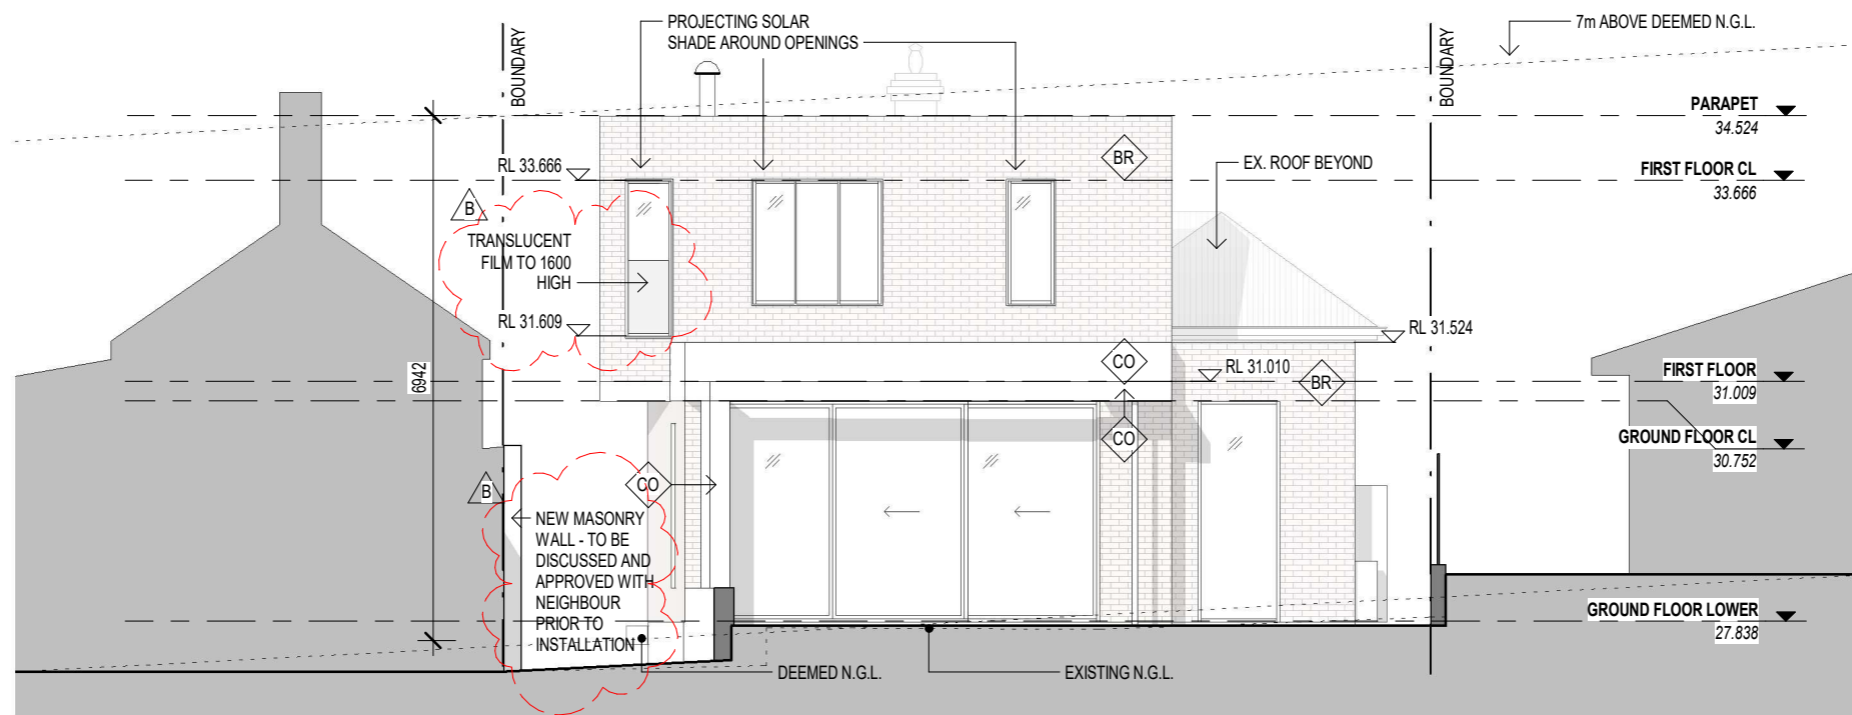 PROJECTING SOLAR
SHADE AROUND OPENINGS
7m ABOVE DEEMED N.G.L.
BOUNDARY
BOUNDARY
PARAPET
34.524
BR
EX. ROOF BEYOND
RL 33.666
FIRST FLOOR CL
33.666
B
TRANSLUCENT
FILM TO 1600
HIGH
RL 31.609
RL 31.524
6942
CO
RL 31.010
BR
FIRST FLOOR
31.009
CO
GROUND FLOOR CL
30.752
B
CO
NEW MASONRY
WALL - TO BE
DISCUSSED AND
APPROVED WITH
NEIGHBOUR
PRIOR TO
INSTALLATION
GROUND FLOOR LOWER
27.838
DEEMED N.G.L.
EXISTING N.G.L.